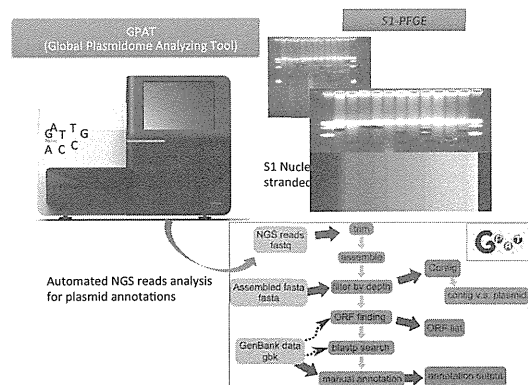 GPAT
(Global Plasmidome Analyzing Tool)
S1-PFGE
A T
G T G
A C C
S1 Nucle
stranded
Automated NGS reads analysis
for plasmid annotations
NGS reads
fastq
trim
assemble
Assembled fasta
fasta
filter by depth
Contig
contig v.s. plasmid
ORF finding
ORF list
GenBank data
gbk
blastp search
manual annotation
annotation output
GPAT